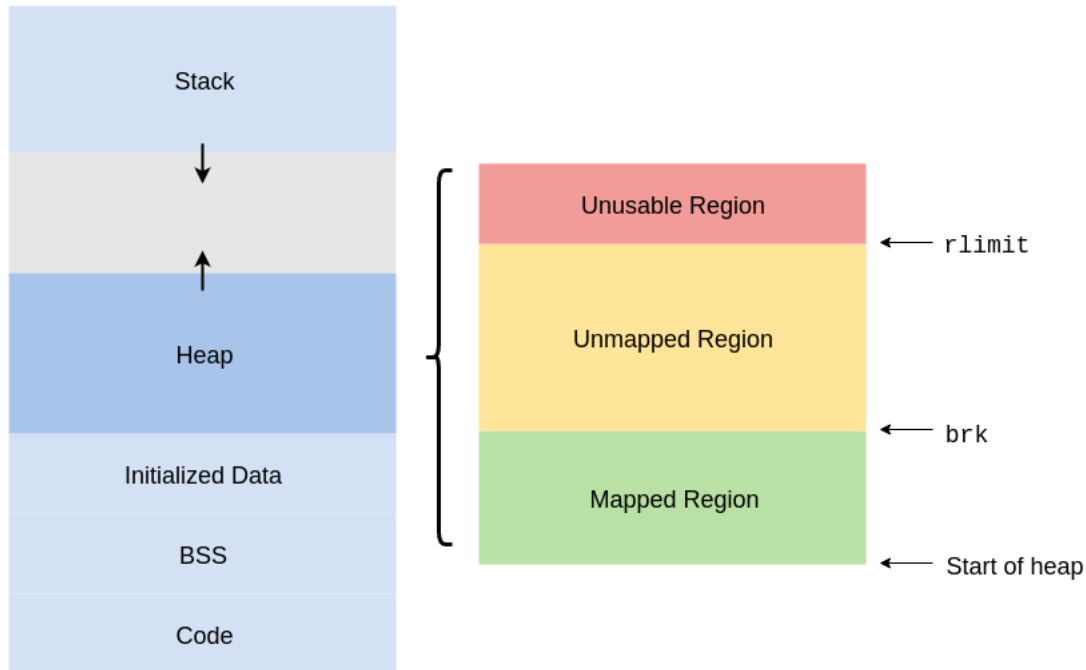 Stack
Heap
Initialized Data
BSS
Code
Unusable Region
Unmapped Region
Mapped Region
rlimit
brk
Start of heap